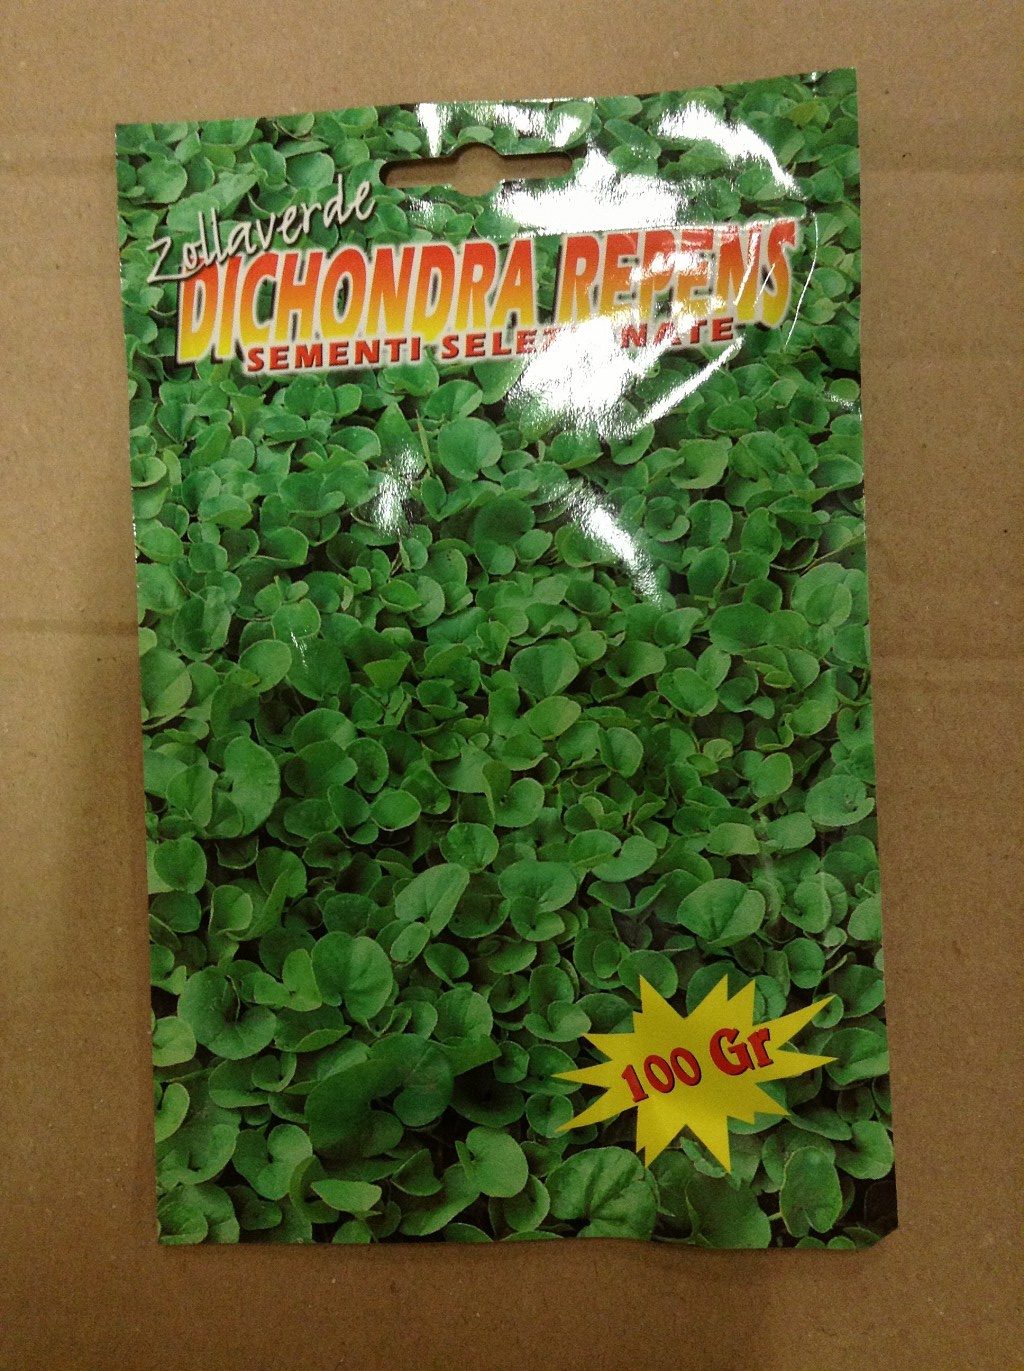 Zollaverde
DICHONDRA REPENS
SEMENTI
100 Gr